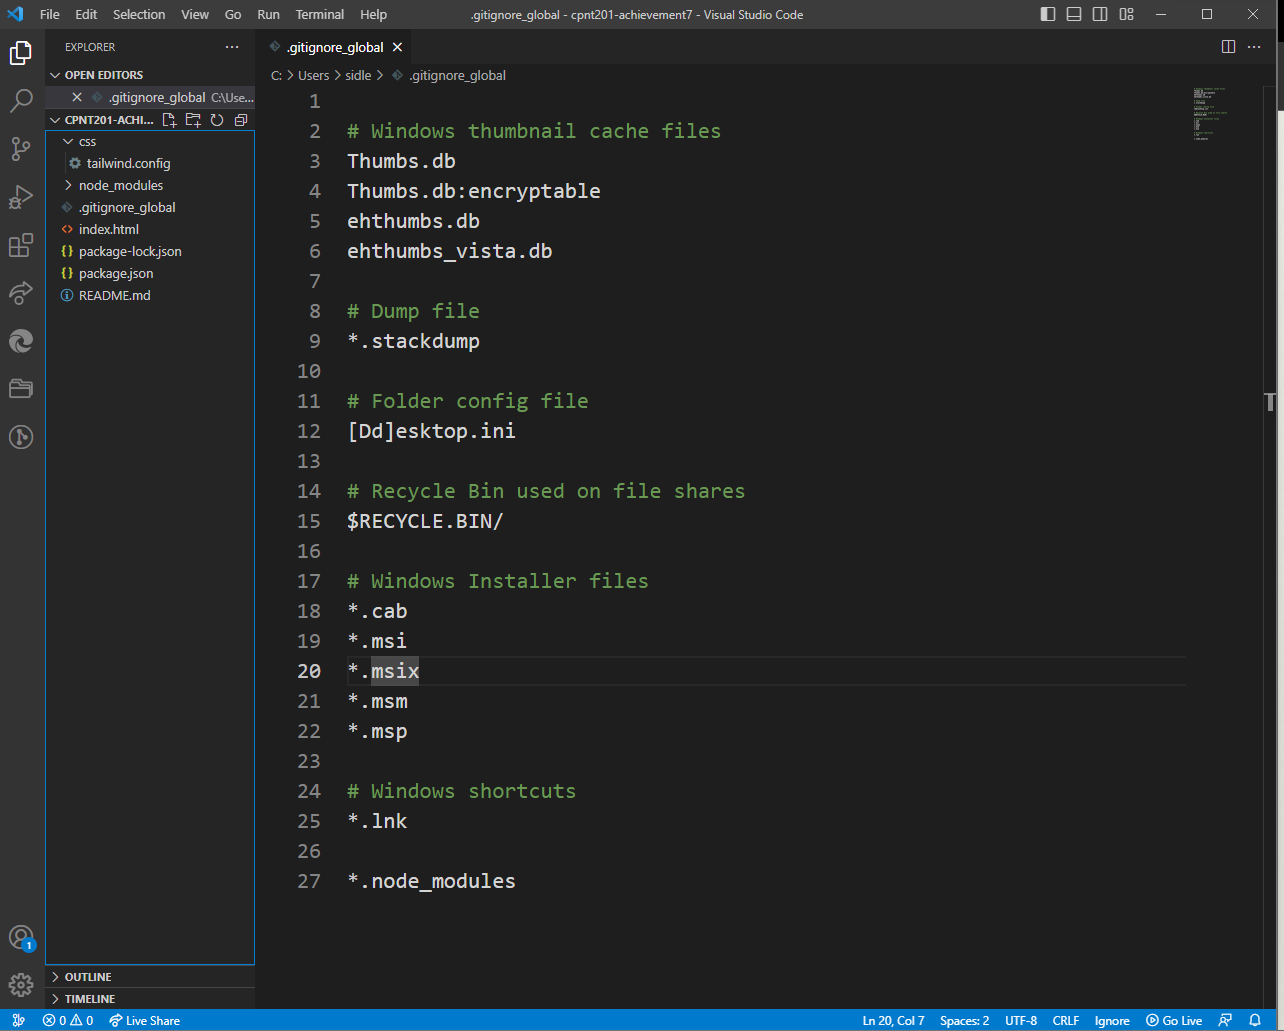 File Edit Selection View Go Run Terminal Help .gitignore_global - cpnt201-achievement7 - Visual Studio Code
EXPLORER
OPEN EDITORS
.gitignore_global C:\Use...
CPNT201-ACHI...
css
tailwind.config
node_modules
.gitignore_global
index.html
package-lock.json
package.json
README.md
OUTLINE
TIMELINE
.gitignore_global
C: > Users > sidle > .gitignore_global
1
2 # Windows thumbnail cache files
3 Thumbs.db
4 Thumbs.db:encryptable
5 ehthumbs.db
6 ehthumbs_vista.db
7
8 # Dump file
9 *.stackdump
10
11 # Folder config file
12 [Dd]esktop.ini
13
14 # Recycle Bin used on file shares
15 $RECYCLE.BIN/
16
17 # Windows Installer files
18 *.cab
19 *.msi
20 *.msix
21 *.msm
22 *.msp
23
24 # Windows shortcuts
25 *.lnk
26
27 *.node_modules
1
0 0 Live Share Ln 20, Col 7 Spaces: 2 UTF-8 CRLF Ignore Go Live